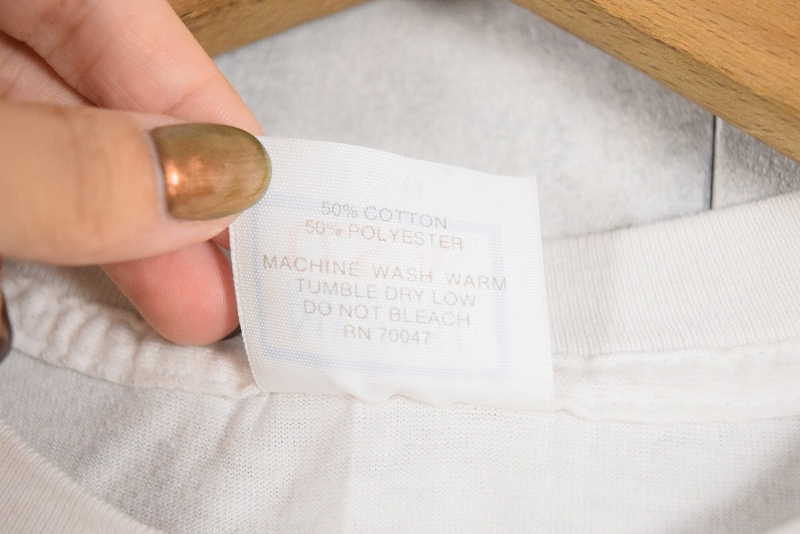 50% COTTON
50% POLYESTER
MACHINE WASH WARM
TUMBLE DRY LOW
DO NOT BLEACH
RN 70047